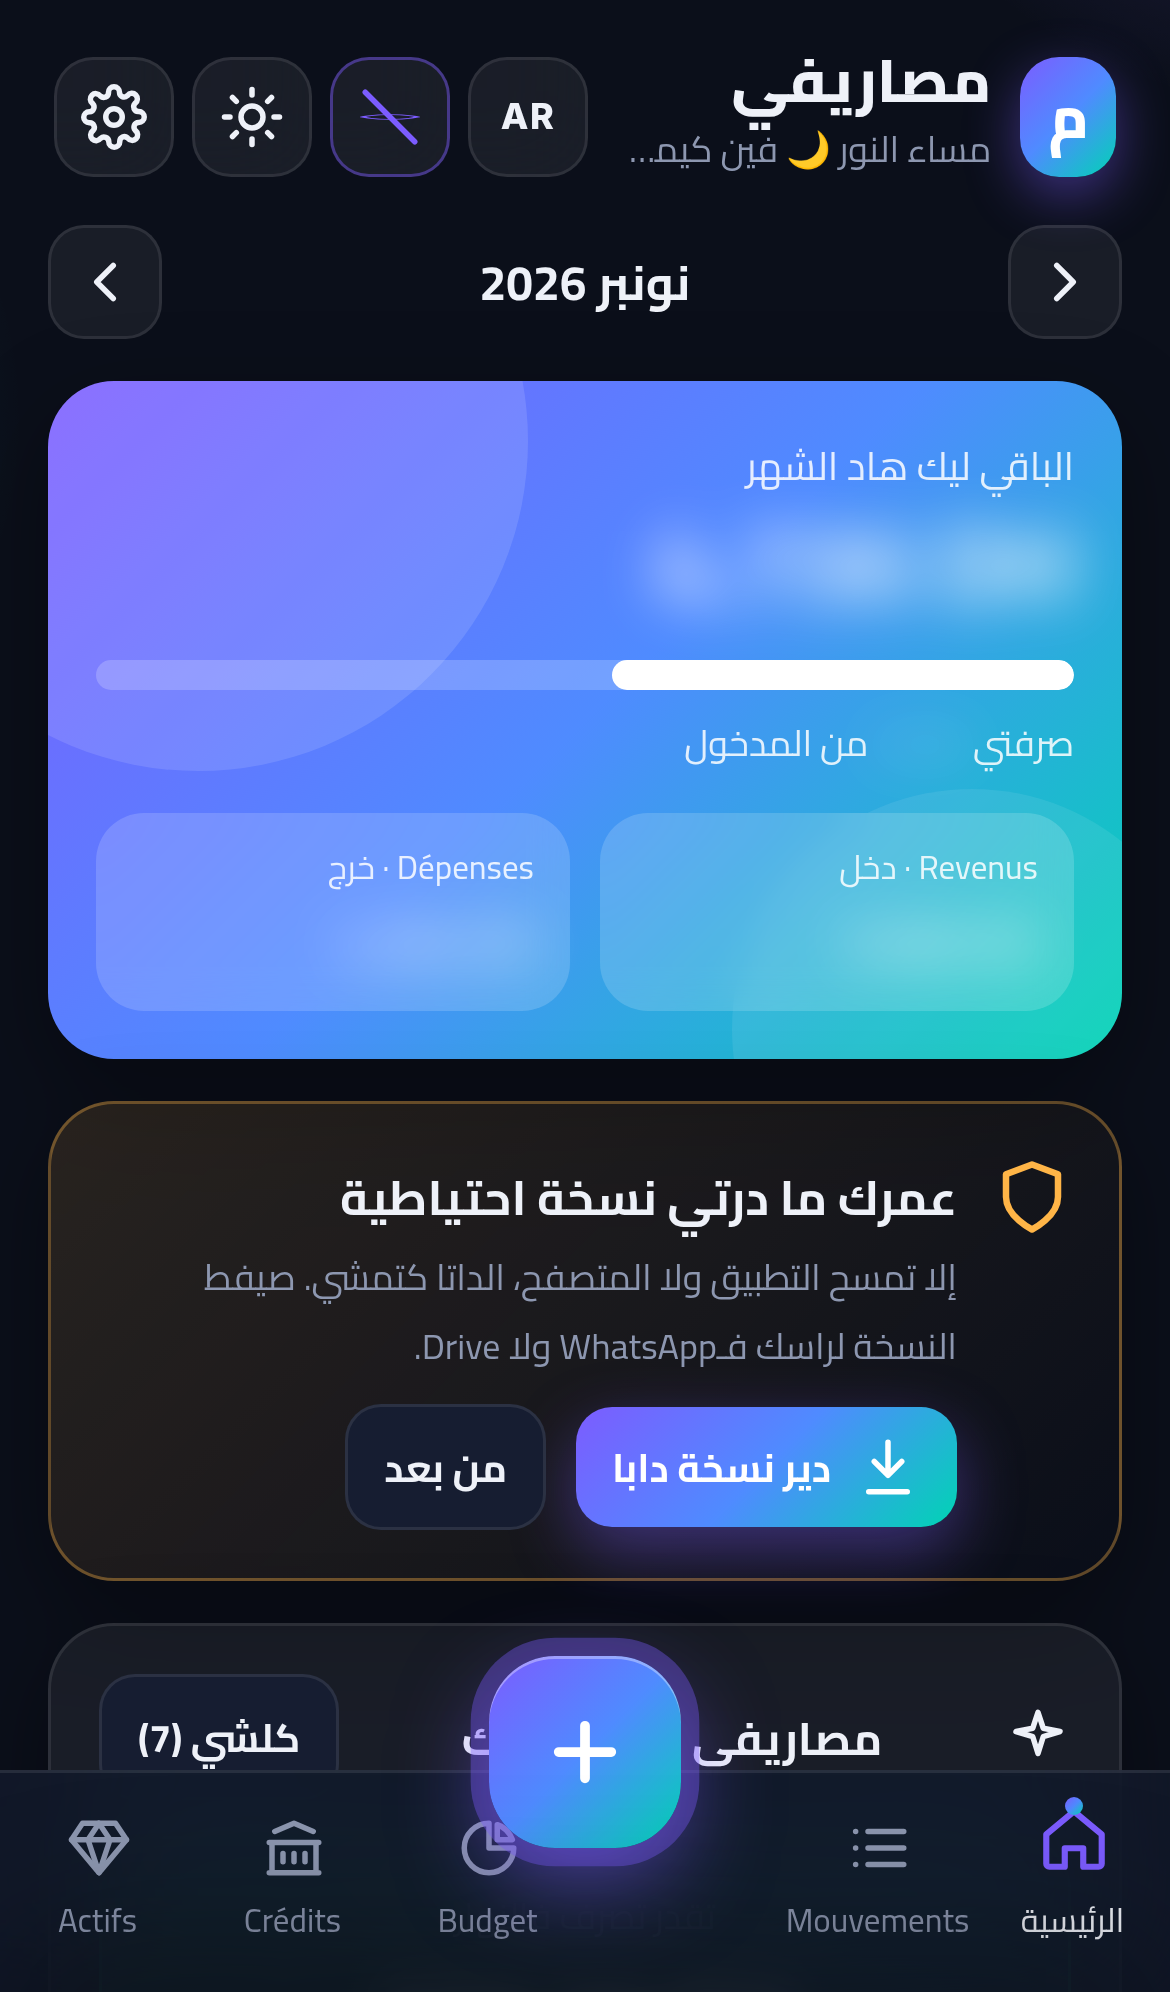 م
مصاريفي
مساء النور 🌙 فين كيمـ...
AR
نونبر 2026
الباقي ليك هاد الشهر
صرفتي من المدخول
Revenus · دخل
Dépenses · خرج
عمرك ما درتي نسخة احتياطية
إلا تمسح التطبيق ولا المتصفح، الداتا كتمشي. صيفط
النسخة لراسك فـWhatsApp ولا Drive.
دير نسخة دابا
من بعد
مصاريفي
كلشي (7)
الرئيسية
Mouvements
Budget
Crédits
Actifs